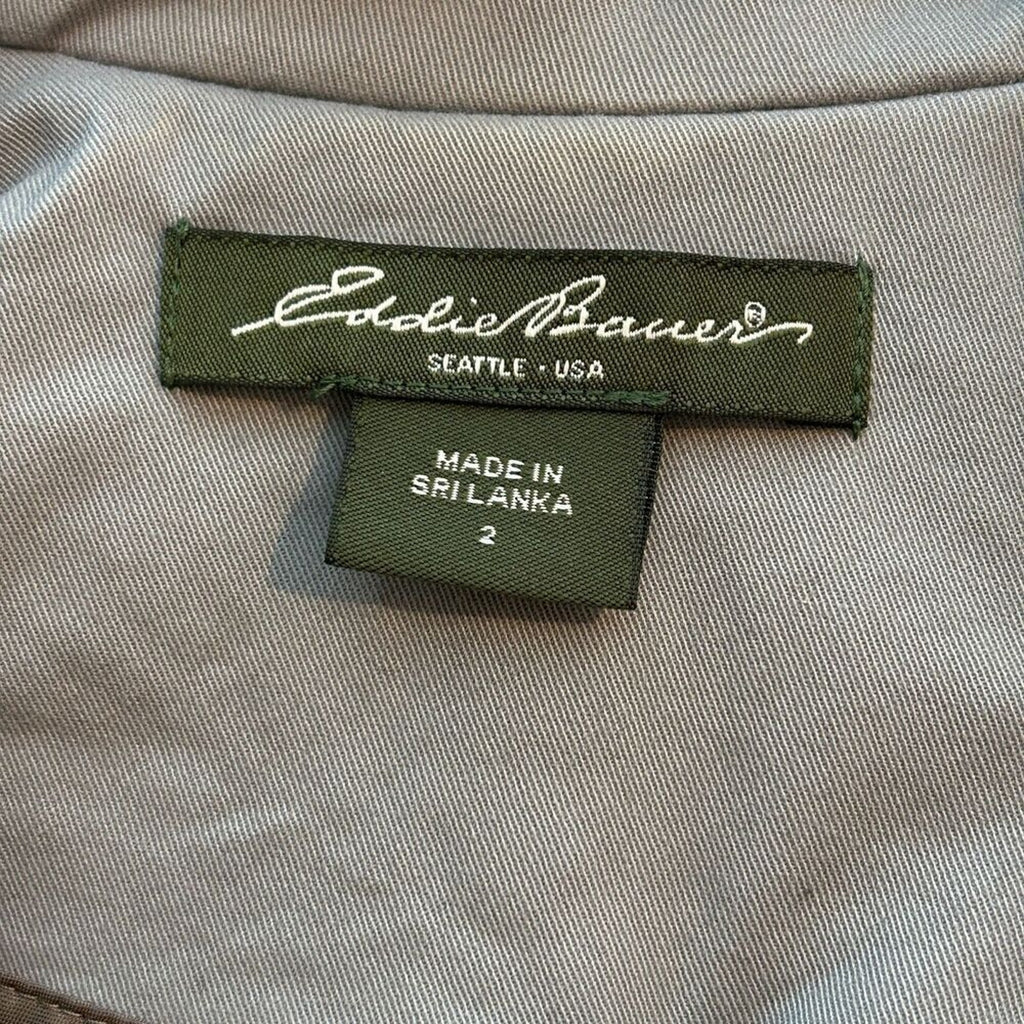 Eddie Bauer®
SEATTLE · USA
MADE IN
SRI LANKA
2